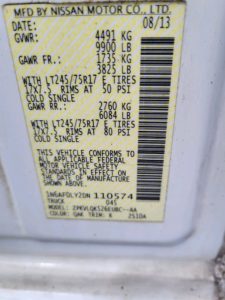 MFD BY NISSAN MOTOR CO., LTD.
DATE: 08/13
GVWR: 4491 KG
9900 LB
GAWR FR.: 1735 KG
3825 LB
WITH LT245/75R17 E TIRES
17X7.5 RIMS AT 50 PSI
COLD SINGLE
GAWR RR.: 2760 KG
6084 LB
WITH LT245/75R17 E TIRES
17X7.5 RIMS AT 80 PSI
COLD SINGLE
THIS VEHICLE CONFORMS TO ALL
APPLICABLE FEDERAL MOTOR
VEHICLE SAFETY STANDARDS IN
EFFECT ON THE DATE OF
MANUFACTURE SHOWN ABOVE
110574
TRUCK 045
MODEL:
COLOR: QAK TRIM: K 2510A